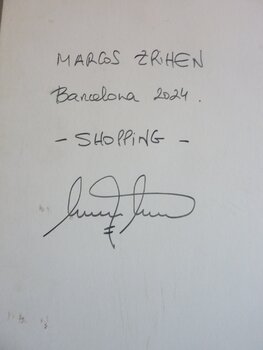 MARCOS ZRIHEN
Barcelona 2024.
- SHOPPING -